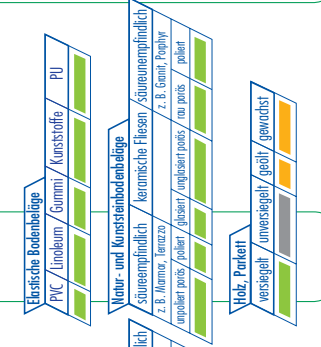 Elastische Bodenbeläge
PVC
Linoleum
Gummi
Kunststoffe
PU
Natur- und Kunststeinbodenbeläge
säureempfindlich
z. B. Marmor, Terrazzo
keramische Fliesen
säureunempfindlich
z. B. Granit, Porphyr
unpoliert porös
poliert
glasiert
unglasiert porös
rau porös
poliert
Holz, Parkett
versiegelt
unversiegelt
geölt
gewachst
lich